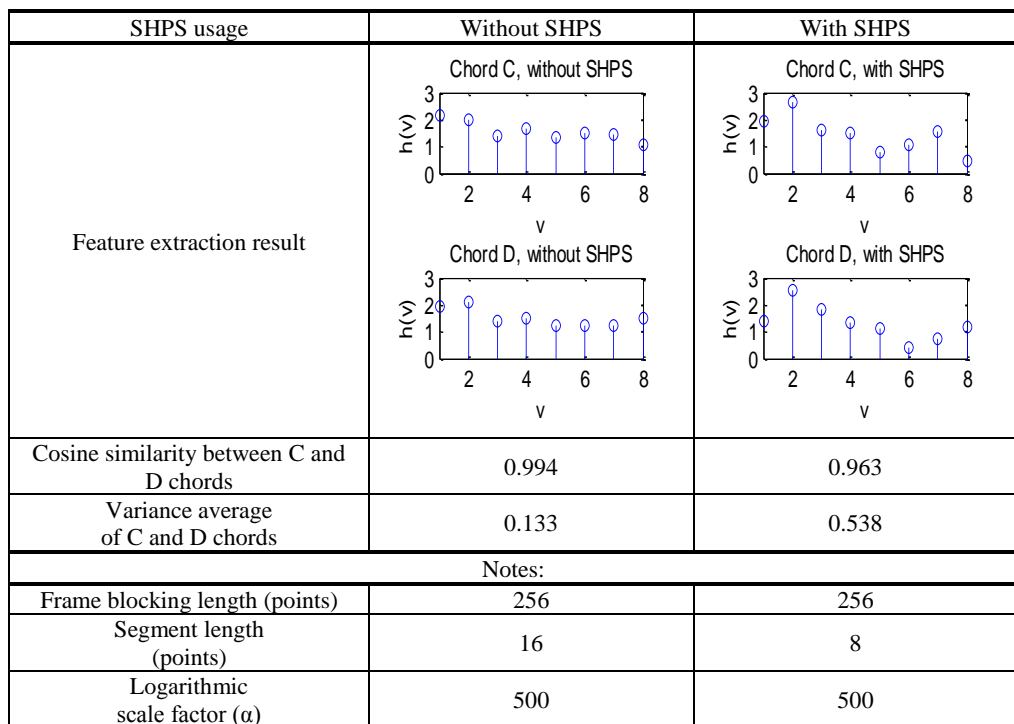 SHPS usage Without SHPS With SHPS
Feature extraction result
Chord C, without SHPS
3
2
1
0
h(v)
2 4 6 8
v
Chord D, without SHPS
3
2
1
0
h(v)
2 4 6 8
v
Chord C, with SHPS
3
2
1
0
h(v)
2 4 6 8
v
Chord D, with SHPS
3
2
1
0
h(v)
2 4 6 8
v
Cosine similarity between C and
D chords
0.994 0.963
Variance average
of C and D chords
0.133 0.538
Notes:
Frame blocking length (points) 256 256
Segment length
(points)
16 8
Logarithmic
scale factor (α)
500 500